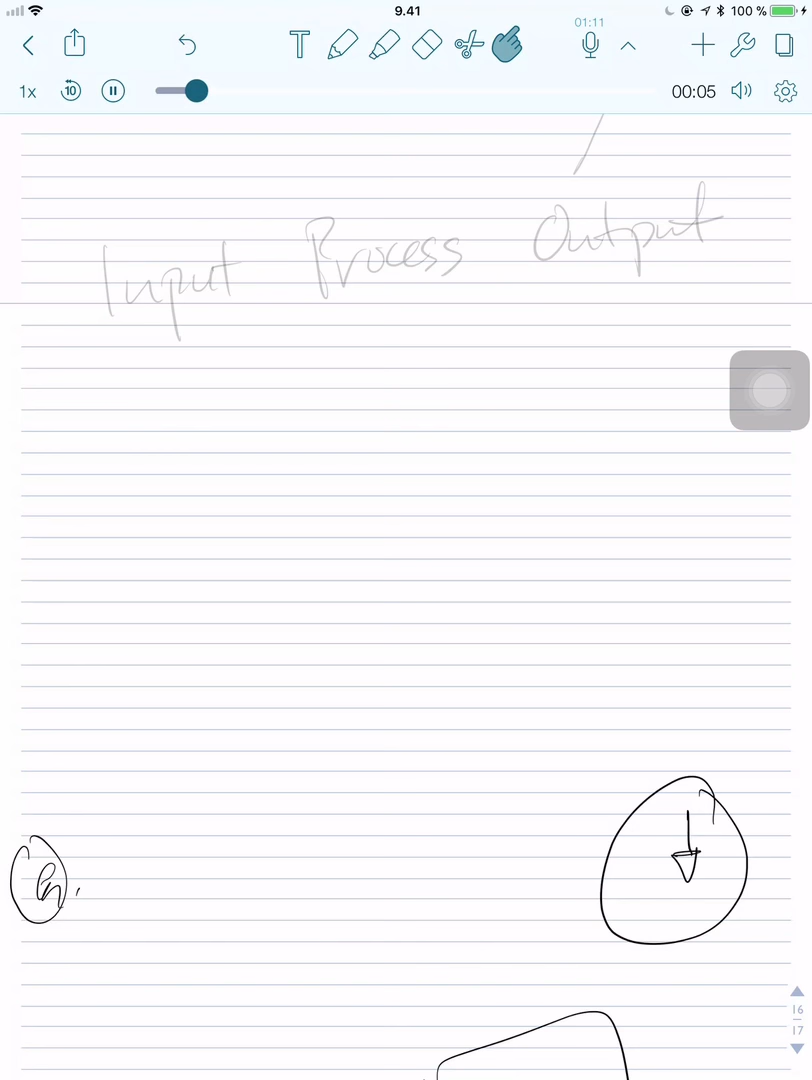 9.41
100 %
01:11
T
1x
10
00:05
Input Process Output
16
17